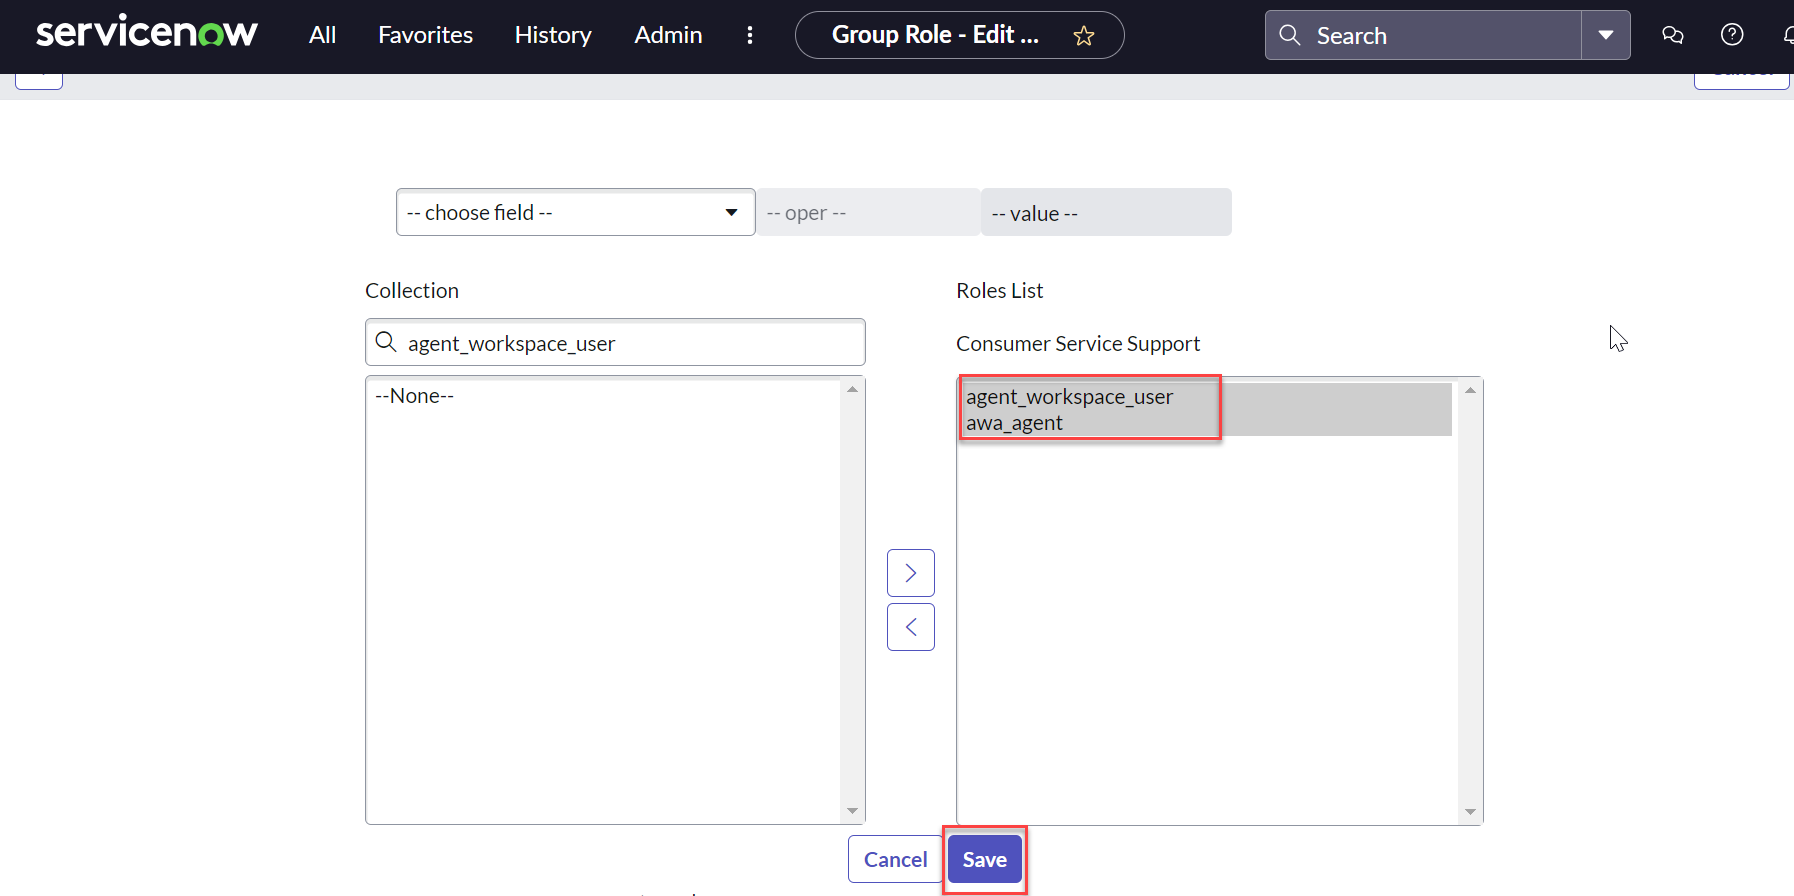 servicenow
All
Favorites
History
Admin
Group Role - Edit ...
Search
-- choose field --
-- oper --
-- value --
Collection
Roles List
agent_workspace_user
Consumer Service Support
--None--
agent_workspace_user
awa_agent
Cancel
Save